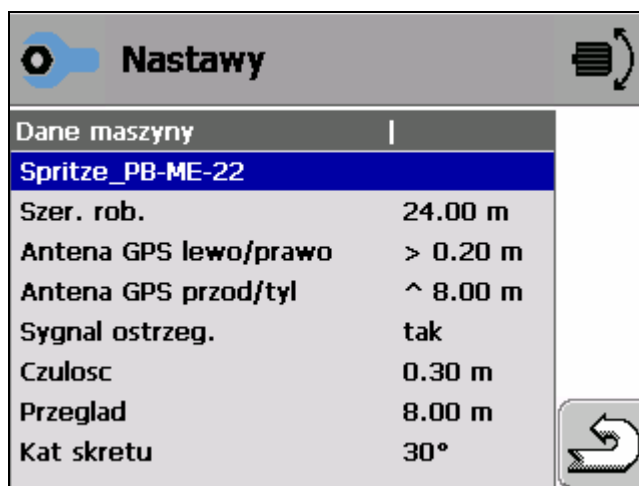 Nastawy
Dane maszyny
Spritze_PB-ME-22
Szer. rob. 24.00 m
Antena GPS lewo/prawo > 0.20 m
Antena GPS przod/tyl ^ 8.00 m
Sygnal ostrzeg. tak
Czulosc 0.30 m
Przeglad 8.00 m
Kat skretu 30°